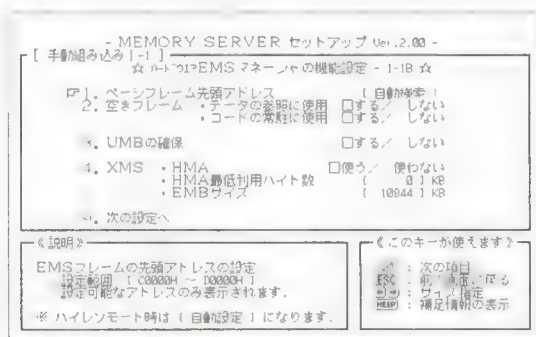 - MEMORY SERVER セットアップ Ver.2.00 -
[ 手動組み込み 1-1 ]
☆ ハードウェアEMSマネージャの機能設定 - 1-1B ☆
☞1. ページフレーム先頭アドレス [ 自動検索 ]
2. 空きフレーム ・データの参照に使用 □する/ しない
・コードの常駐に使用 □する/ しない
3. UMBの確保 □する/ しない
4. XMS ・HMA □使う/ 使わない
・HMA最低利用バイト数 [ 0 ] KB
・EMBサイズ [ 10844 ] KB
5. 次の設定へ
《説明》
EMSフレームの先頭アドレスの設定
設定範囲 [ C0000H ~ D0000H ]
設定可能なアドレスのみ表示されます.
※ ハイレゾモード時は [ 自動設定 ] になります.
《このキーが使えます》
: 次の項目
ESC : 前の画面に戻る
[←][→] : サイズ指定
HELP : 補足情報の表示